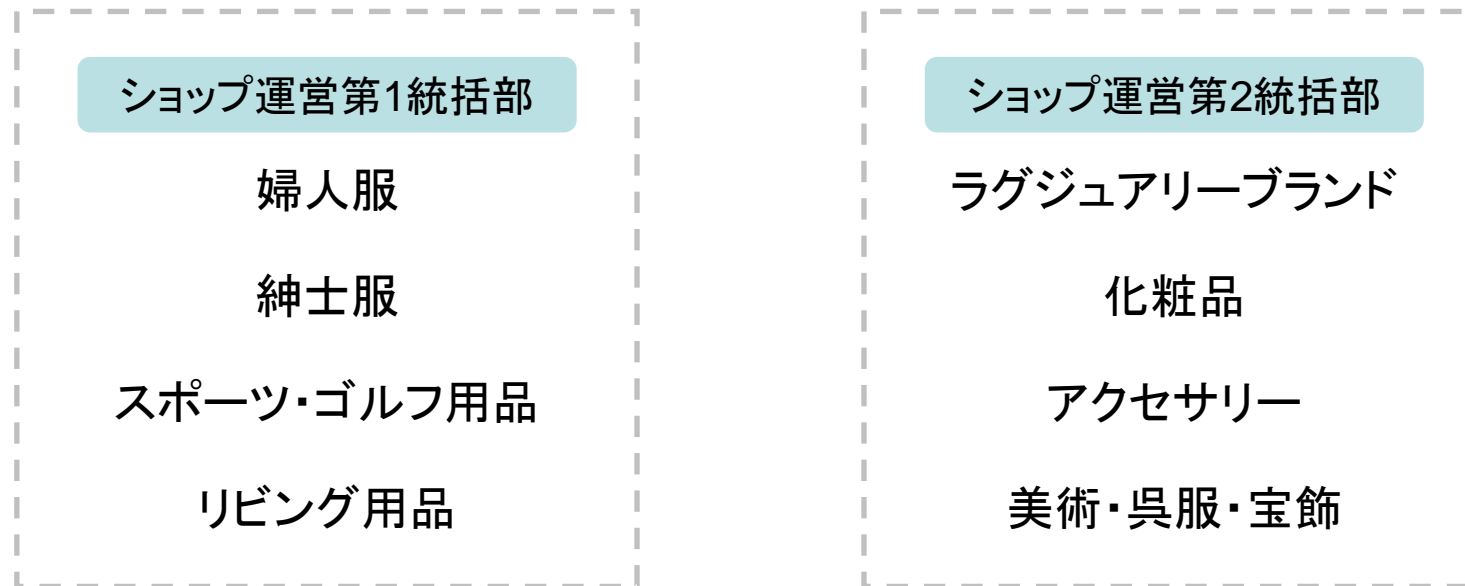 ショップ運営第1統括部
婦人服
紳士服
スポーツ・ゴルフ用品
リビング用品
ショップ運営第2統括部
ラグジュアリーブランド
化粧品
アクセサリー
美術・呉服・宝飾